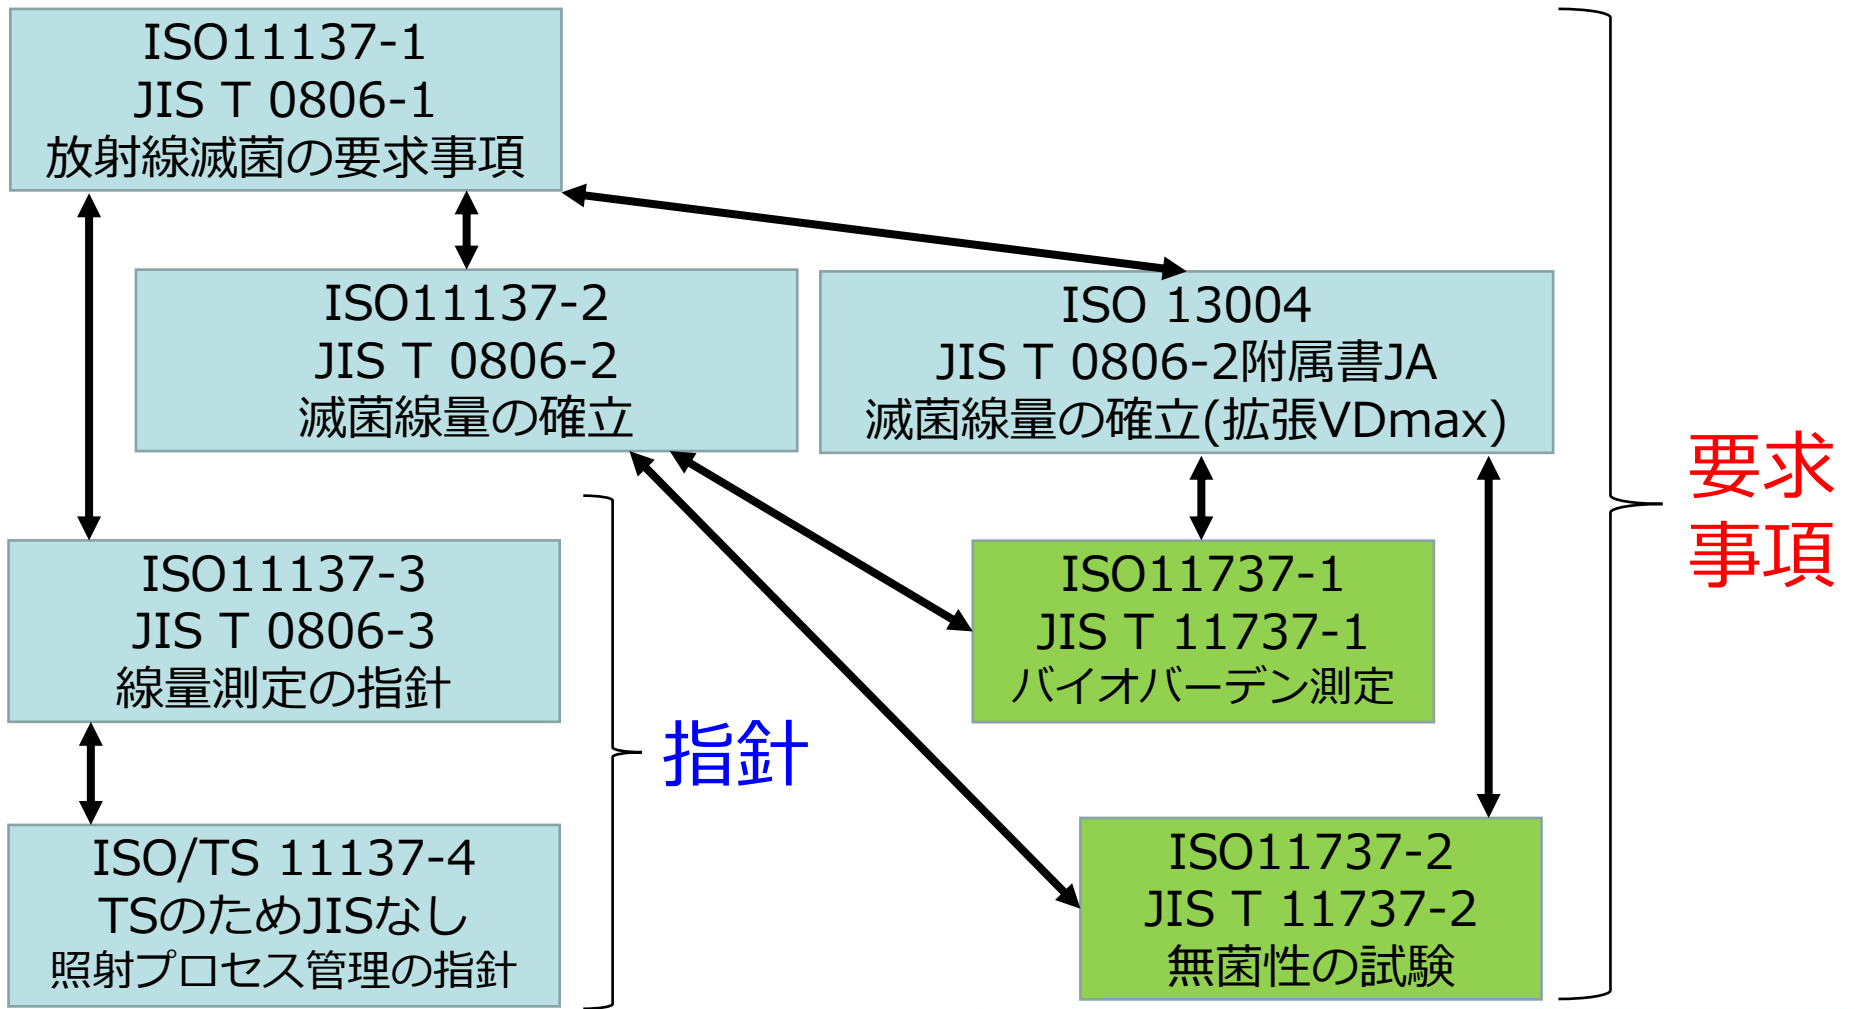 ISO11137-1
JIS T 0806-1
放射線滅菌の要求事項
ISO11137-2
JIS T 0806-2
滅菌線量の確立
ISO 13004
JIS T 0806-2附属書JA
滅菌線量の確立(拡張VDmax)
要求
事項
ISO11137-3
JIS T 0806-3
線量測定の指針
ISO11737-1
JIS T 11737-1
バイオバーデン測定
指針
ISO/TS 11137-4
TSのためJISなし
照射プロセス管理の指針
ISO11737-2
JIS T 11737-2
無菌性の試験